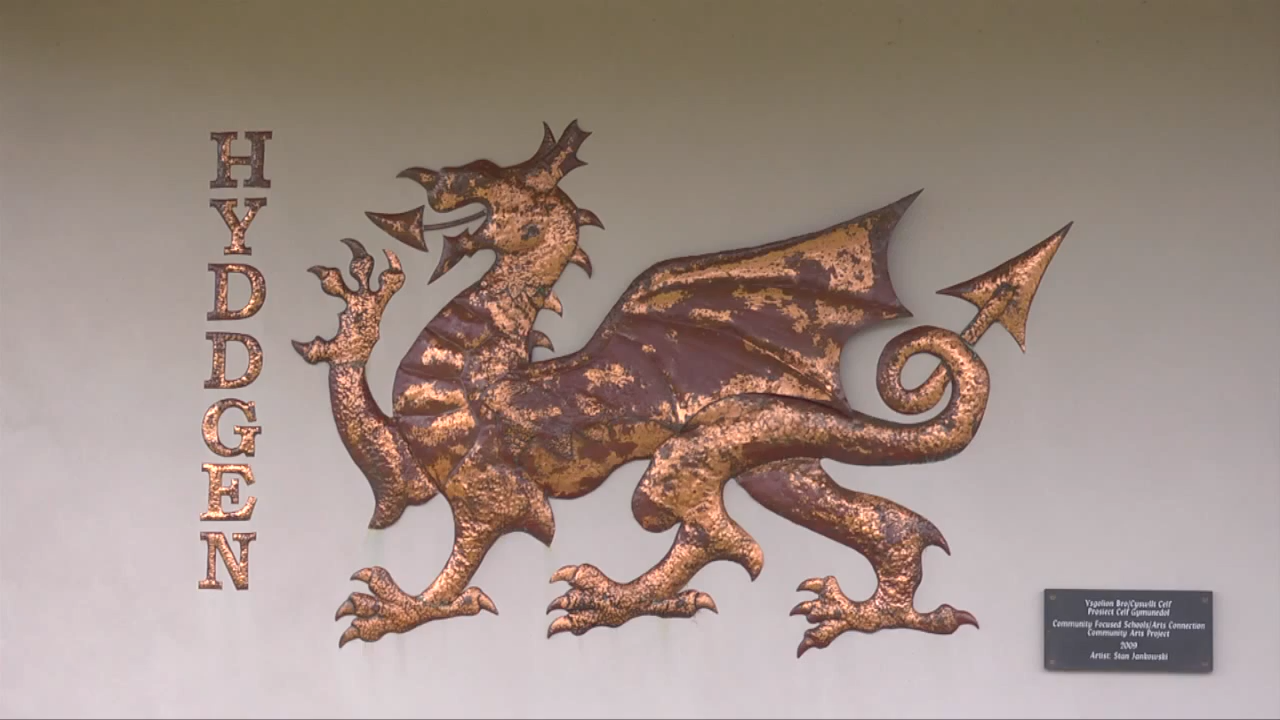 HYDDGEN
Ysgolion Bro/Cyswllt Celf
Prosiect Celf Gymunedol
Community Focused Schools/Arts Connection
Community Arts Project
2009
Artist: Stan Jankowski